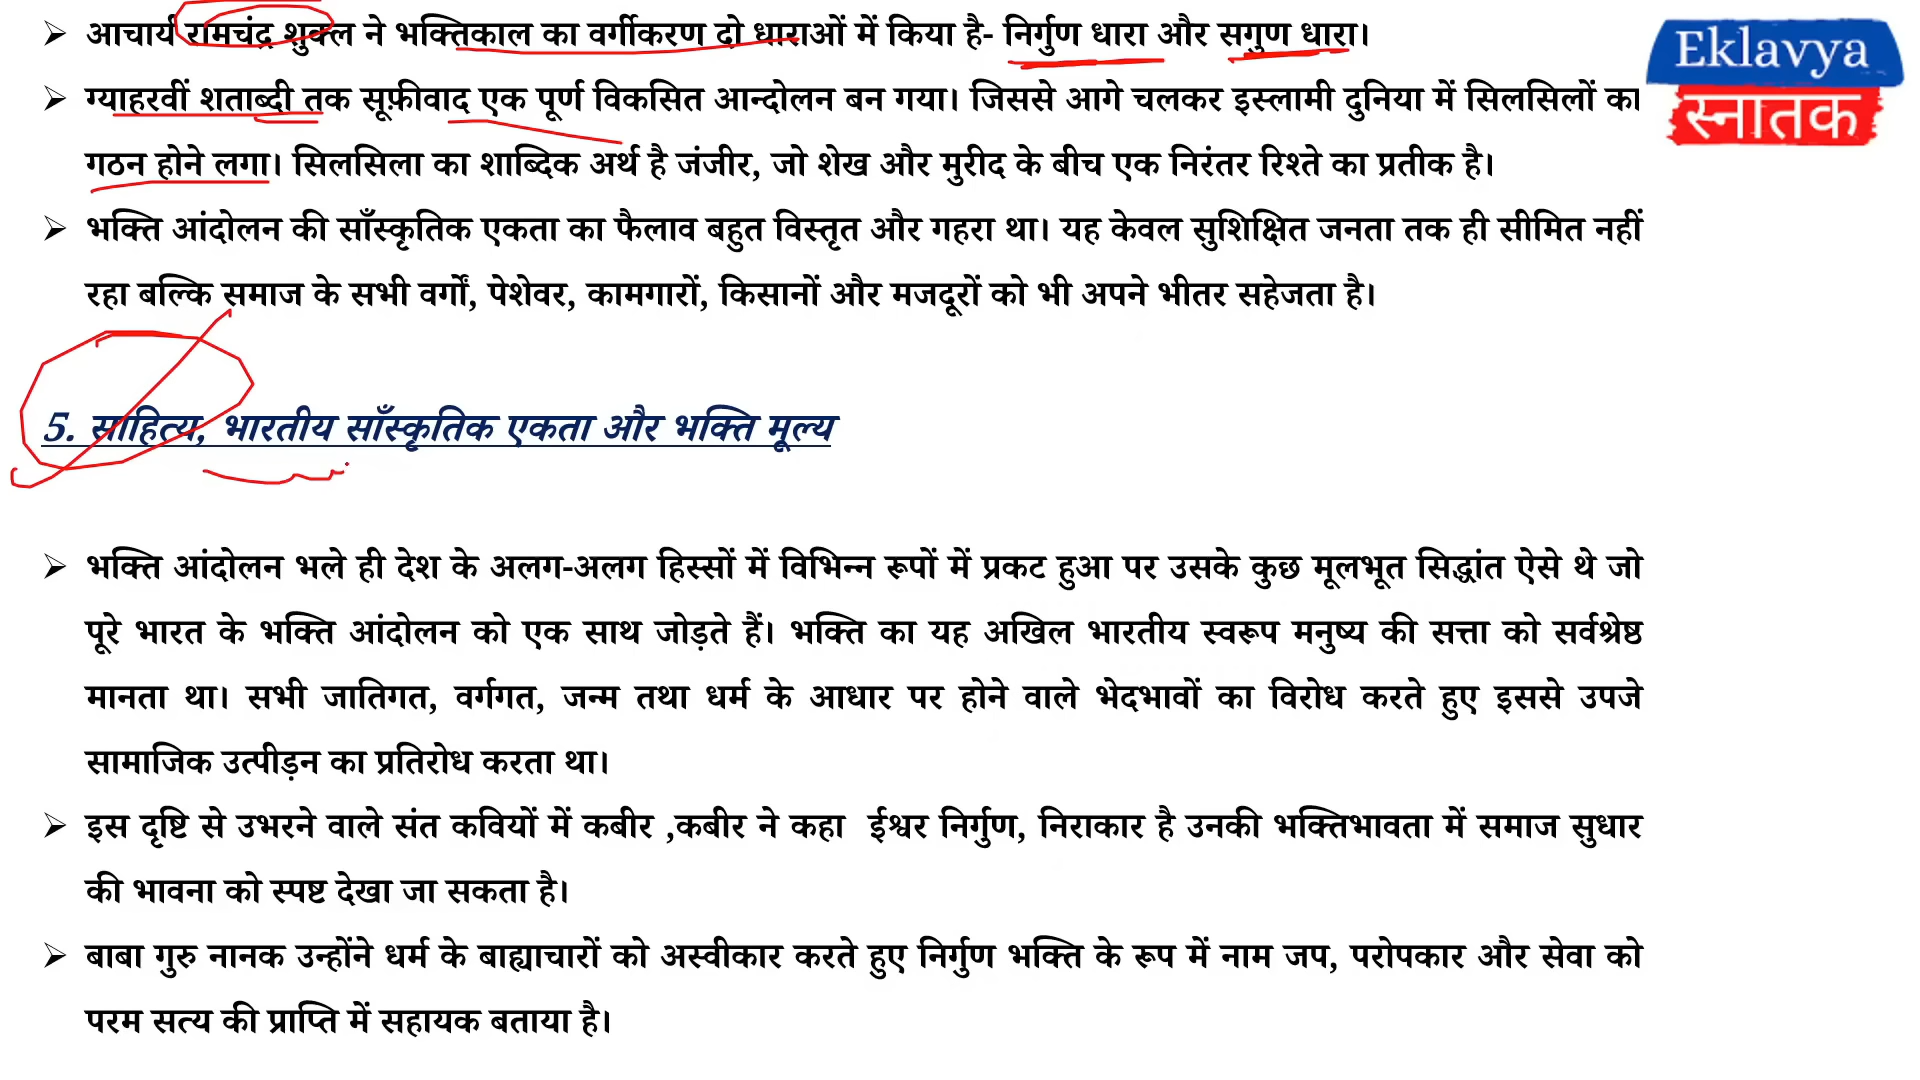 ➢ आचार्य रामचंद्र शुक्ल ने भक्तिकाल का वर्गीकरण दो धाराओं में किया है- निर्गुण धारा और सगुण धारा।
Eklavya
स्नातक
➢ ग्याहरवीं शताब्दी तक सूफ़ीवाद एक पूर्ण विकसित आन्दोलन बन गया। जिससे आगे चलकर इस्लामी दुनिया में सिलसिलों का
गठन होने लगा। सिलसिला का शाब्दिक अर्थ है जंजीर, जो शेख और मुरीद के बीच एक निरंतर रिश्ते का प्रतीक है।
➢ भक्ति आंदोलन की साँस्कृतिक एकता का फैलाव बहुत विस्तृत और गहरा था। यह केवल सुशिक्षित जनता तक ही सीमित नहीं
रहा बल्कि समाज के सभी वर्गों, पेशेवर, कामगारों, किसानों और मजदूरों को भी अपने भीतर सहेजता है।
5. साहित्य, भारतीय साँस्कृतिक एकता और भक्ति मूल्य
➢ भक्ति आंदोलन भले ही देश के अलग-अलग हिस्सों में विभिन्न रूपों में प्रकट हुआ पर उसके कुछ मूलभूत सिद्धांत ऐसे थे जो
पूरे भारत के भक्ति आंदोलन को एक साथ जोड़ते हैं। भक्ति का यह अखिल भारतीय स्वरूप मनुष्य की सत्ता को सर्वश्रेष्ठ
मानता था। सभी जातिगत, वर्गगत, जन्म तथा धर्म के आधार पर होने वाले भेदभावों का विरोध करते हुए इससे उपजे
सामाजिक उत्पीड़न का प्रतिरोध करता था।
➢ इस दृष्टि से उभरने वाले संत कवियों में कबीर ,कबीर ने कहा  ईश्वर निर्गुण, निराकार है उनकी भक्तिभावता में समाज सुधार
की भावना को स्पष्ट देखा जा सकता है।
➢ बाबा गुरु नानक उन्होंने धर्म के बाह्याचारों को अस्वीकार करते हुए निर्गुण भक्ति के रूप में नाम जप, परोपकार और सेवा को
परम सत्य की प्राप्ति में सहायक बताया है।